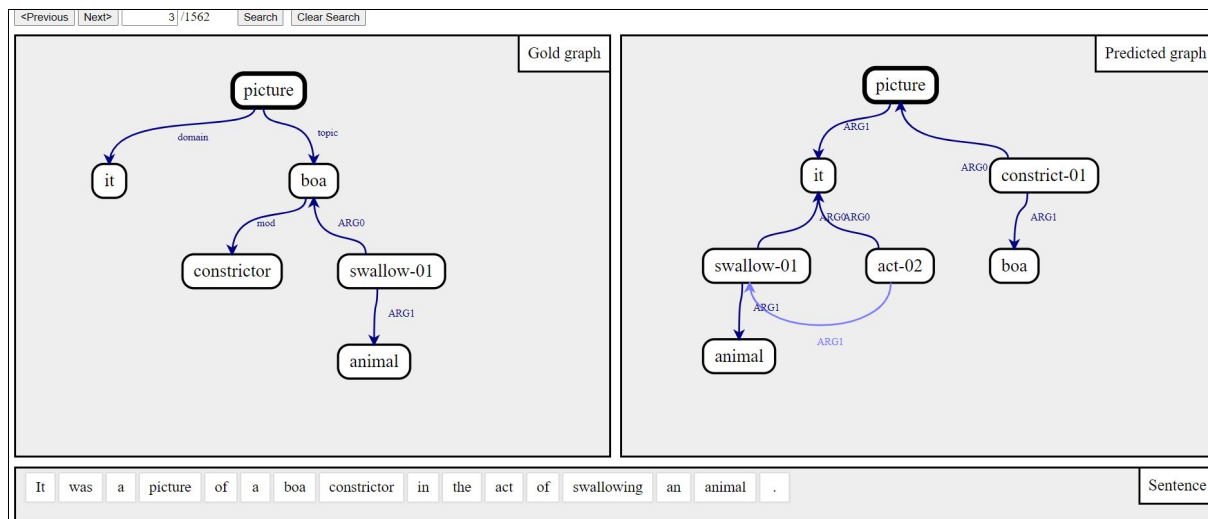 <Previous Next> 3 /1562 Search Clear Search
Gold graph
picture
domain
topic
it
boa
mod
ARG0
constrictor
swallow-01
ARG1
animal
Predicted graph
picture
ARG1
ARG0
it
constrict-01
ARG0
ARG0
ARG1
swallow-01
act-02
boa
ARG1
ARG1
animal
Sentence
It was a picture of a boa constrictor in the act of swallowing an animal .